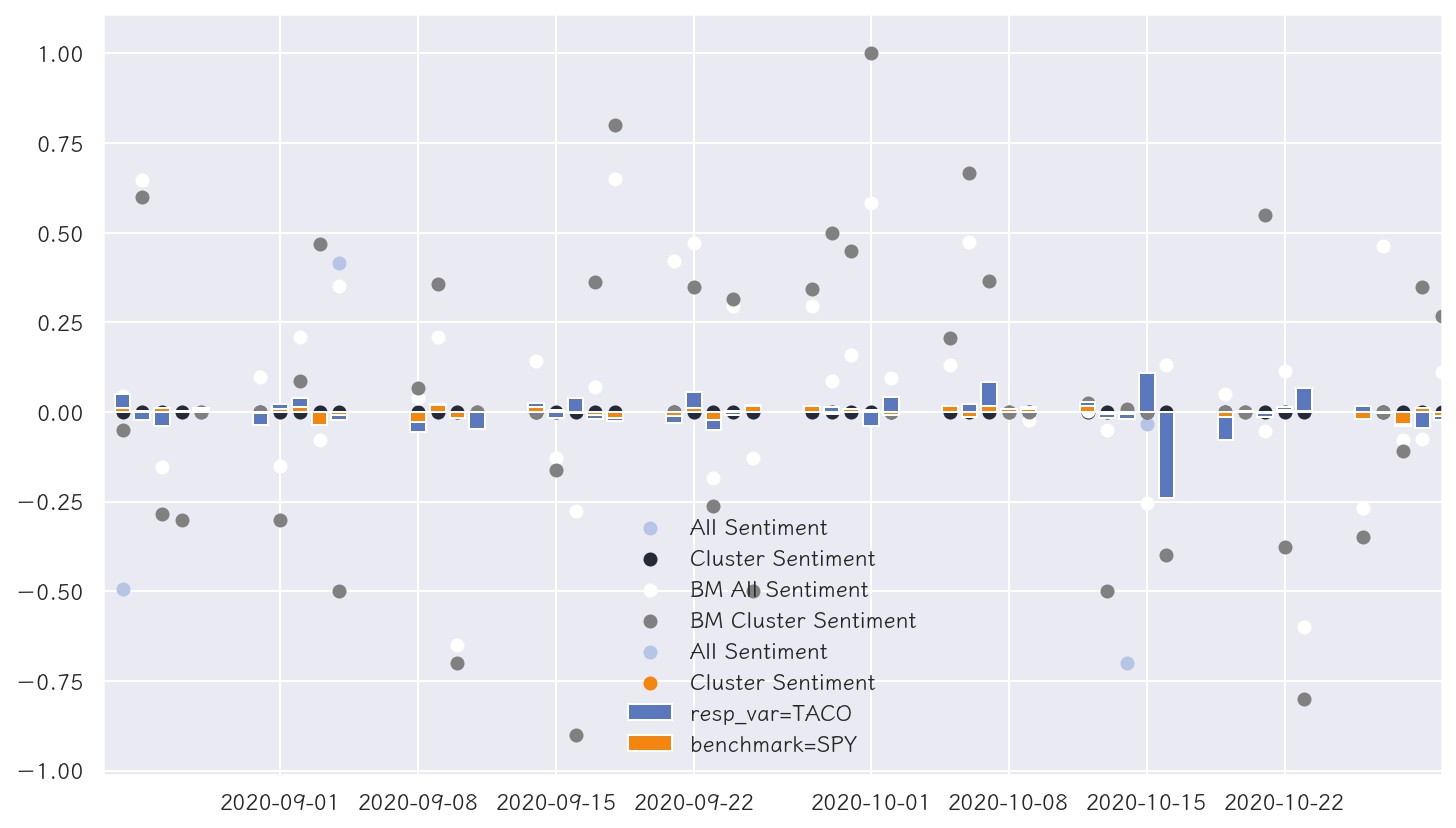 1.00
0.75
0.50
0.25
0.00
−0.25
−0.50
−0.75
−1.00
All Sentiment
Cluster Sentiment
BM All Sentiment
BM Cluster Sentiment
All Sentiment
Cluster Sentiment
resp_var=TACO
benchmark=SPY
2020-09-01 2020-09-08 2020-09-15 2020-09-22 2020-10-01 2020-10-08 2020-10-15 2020-10-22